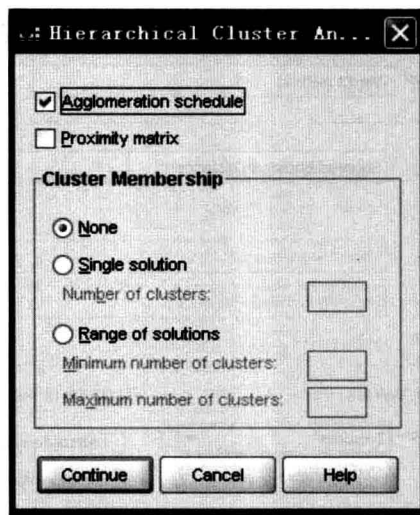 Hierarchical Cluster An...
Agglomeration schedule
Proximity matrix
Cluster Membership
None
Single solution
Number of clusters:
Range of solutions
Minimum number of clusters:
Maximum number of clusters:
Continue Cancel Help